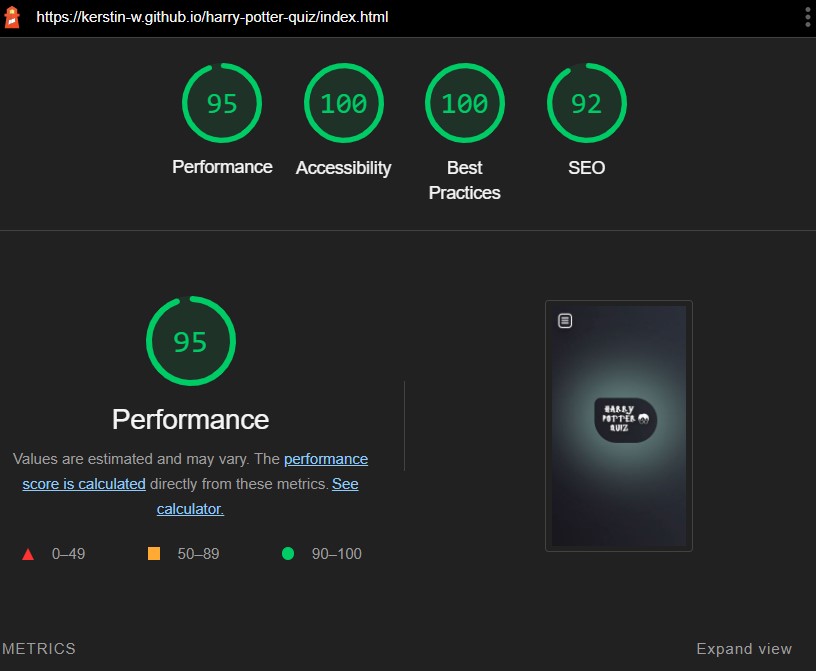 https://kerstin-w.github.io/harry-potter-quiz/index.html
95
100
100
92
Performance
Accessibility
Best
Practices
SEO
95
Performance
Values are estimated and may vary. The performance
score is calculated directly from these metrics. See
calculator.
0–49
50–89
90–100
HARRY
POTTER
QUIZ
METRICS
Expand view